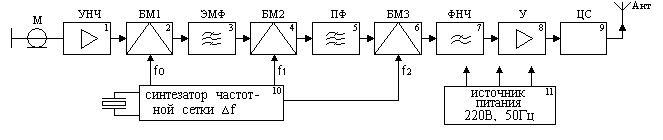 М УНЧ БМ1 ЭМФ БМ2 ПФ БМ3 ФНЧ У ЦС Ант
1 2 3 4 5 6 7 8 9
f0 f1 f2
синтезатор частот- 10
ной сетки Δf
источник 11
питания
220В, 50Гц